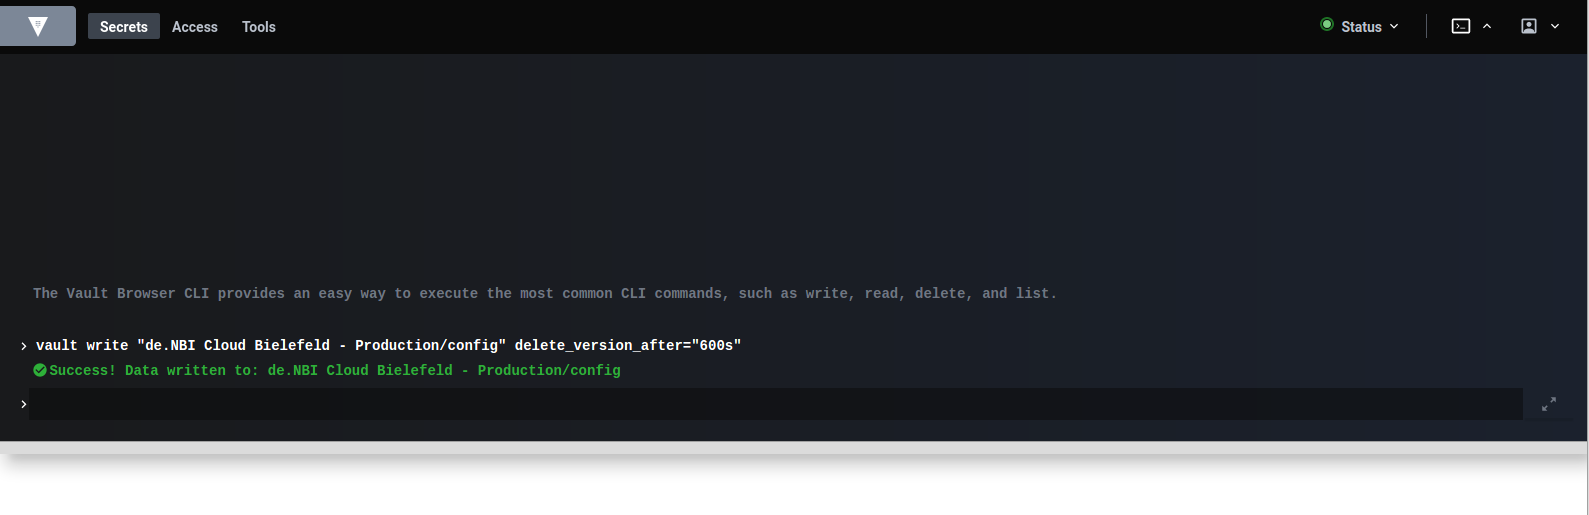 Secrets Access Tools Status
The Vault Browser CLI provides an easy way to execute the most common CLI commands, such as write, read, delete, and list.
vault write "de.NBI Cloud Bielefeld - Production/config" delete_version_after="600s"
Success! Data written to: de.NBI Cloud Bielefeld - Production/config